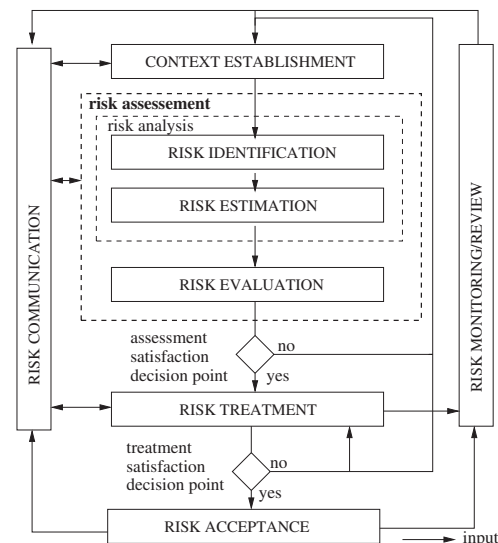 CONTEXT ESTABLISHMENT
risk assessement
risk analysis
RISK IDENTIFICATION
RISK ESTIMATION
RISK EVALUATION
RISK COMMUNICATION
RISK MONITORING/REVIEW
assessment
satisfaction
decision point
no
yes
RISK TREATMENT
treatment
satisfaction
decision point
no
yes
RISK ACCEPTANCE
input